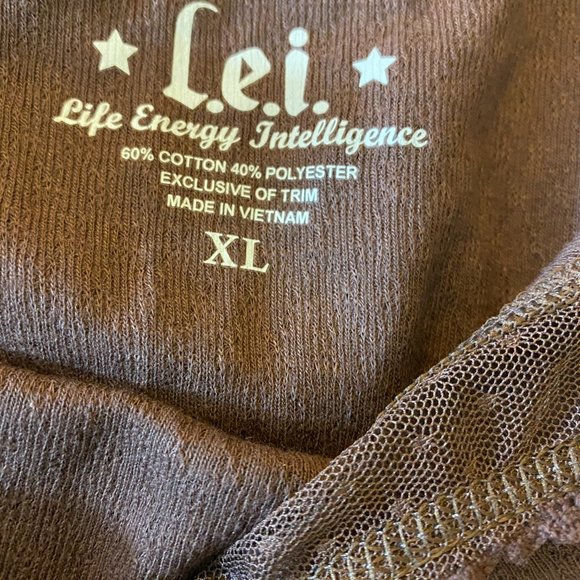 l.e.i.
Life Energy Intelligence
60% COTTON 40% POLYESTER
EXCLUSIVE OF TRIM
MADE IN VIETNAM
XL